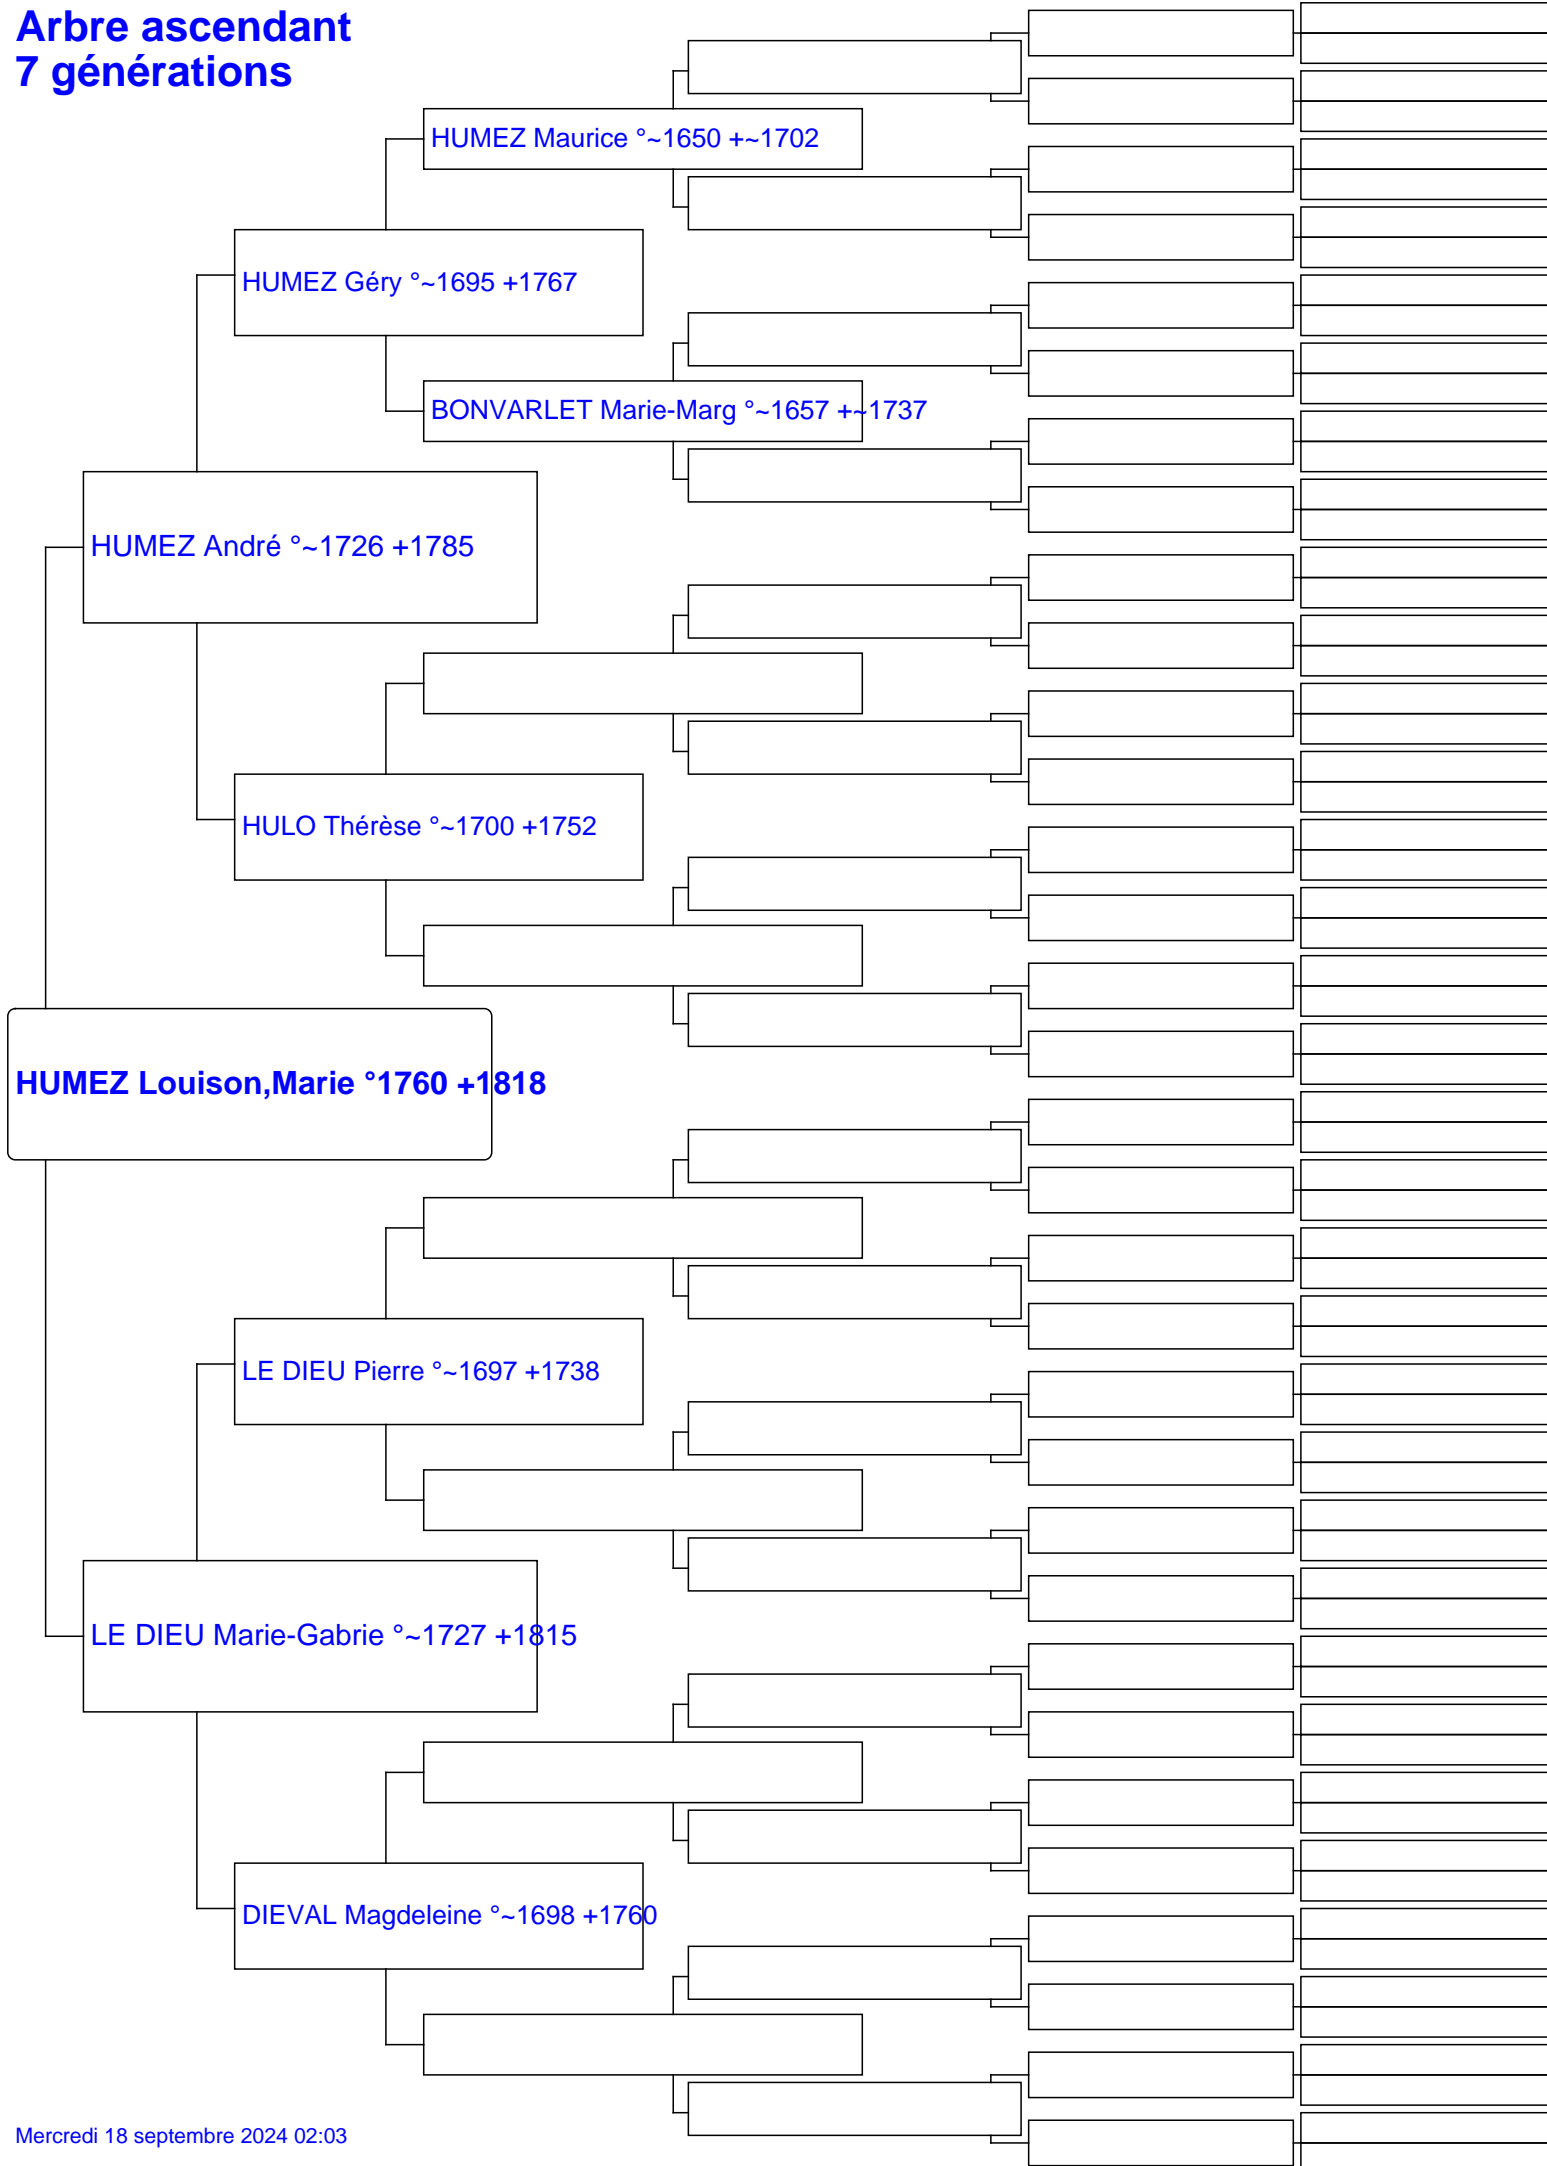 Arbre ascendant
7 générations
HUMEZ Maurice °~1650 +~1702
HUMEZ Géry °~1695 +1767
BONVARLET Marie-Marg °~1657 +~1737
HUMEZ André °~1726 +1785
HULO Thérèse °~1700 +1752
HUMEZ Louison,Marie °1760 +1818
LE DIEU Pierre °~1697 +1738
LE DIEU Marie-Gabrie °~1727 +1815
DIEVAL Magdeleine °~1698 +1760
Mercredi 18 septembre 2024 02:03